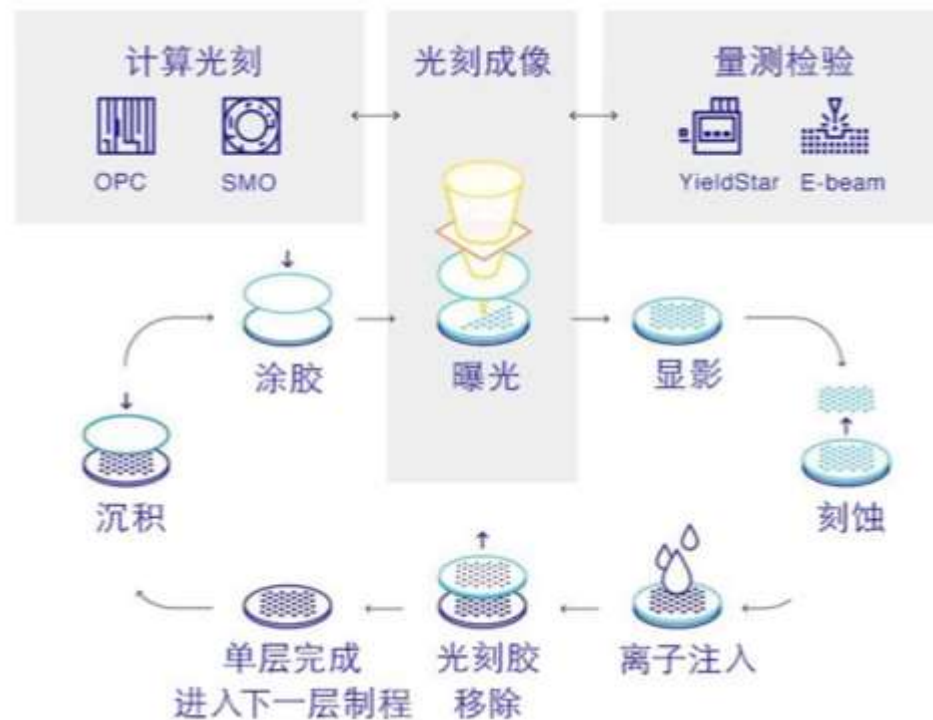 计算光刻
光刻成像
量测检验
OPC
SMO
YieldStar
E-beam
涂胶
曝光
显影
沉积
刻蚀
单层完成
进入下一层制程
光刻胶
移除
离子注入